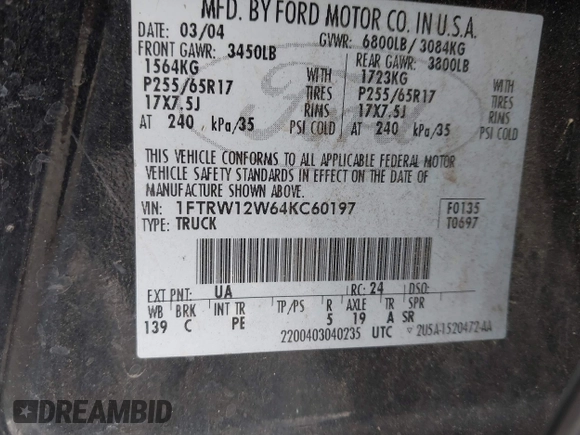 MFD. BY FORD MOTOR CO. IN U.S.A.
DATE: 03/04 GVWR: 6800LB/ 3084KG
FRONT GAWR: 3450LB REAR GAWR: 3800LB
1564KG WITH 1723KG WITH
P255/65R17 TIRES P255/65R17 TIRES
17X7.5J RIMS 17X7.5J RIMS
AT 240 kPa/35 PSI COLD AT 240 kPa/35 PSI COLD
Ford
THIS VEHICLE CONFORMS TO ALL APPLICABLE FEDERAL MOTOR
VEHICLE SAFETY STANDARDS IN EFFECT ON THE DATE OF
MANUFACTURE SHOWN ABOVE.
VIN: 1FTRW12W64KC60197 F0135
TYPE: TRUCK T0697
EXT PNT: UA RC: 24 DSO:
WB BRK INT TR TP/PS R AXLE TR SPR
139 C PE 5 19 A SR
2200403040235 UTC 2U5A-1520472-AA
DREAMBID